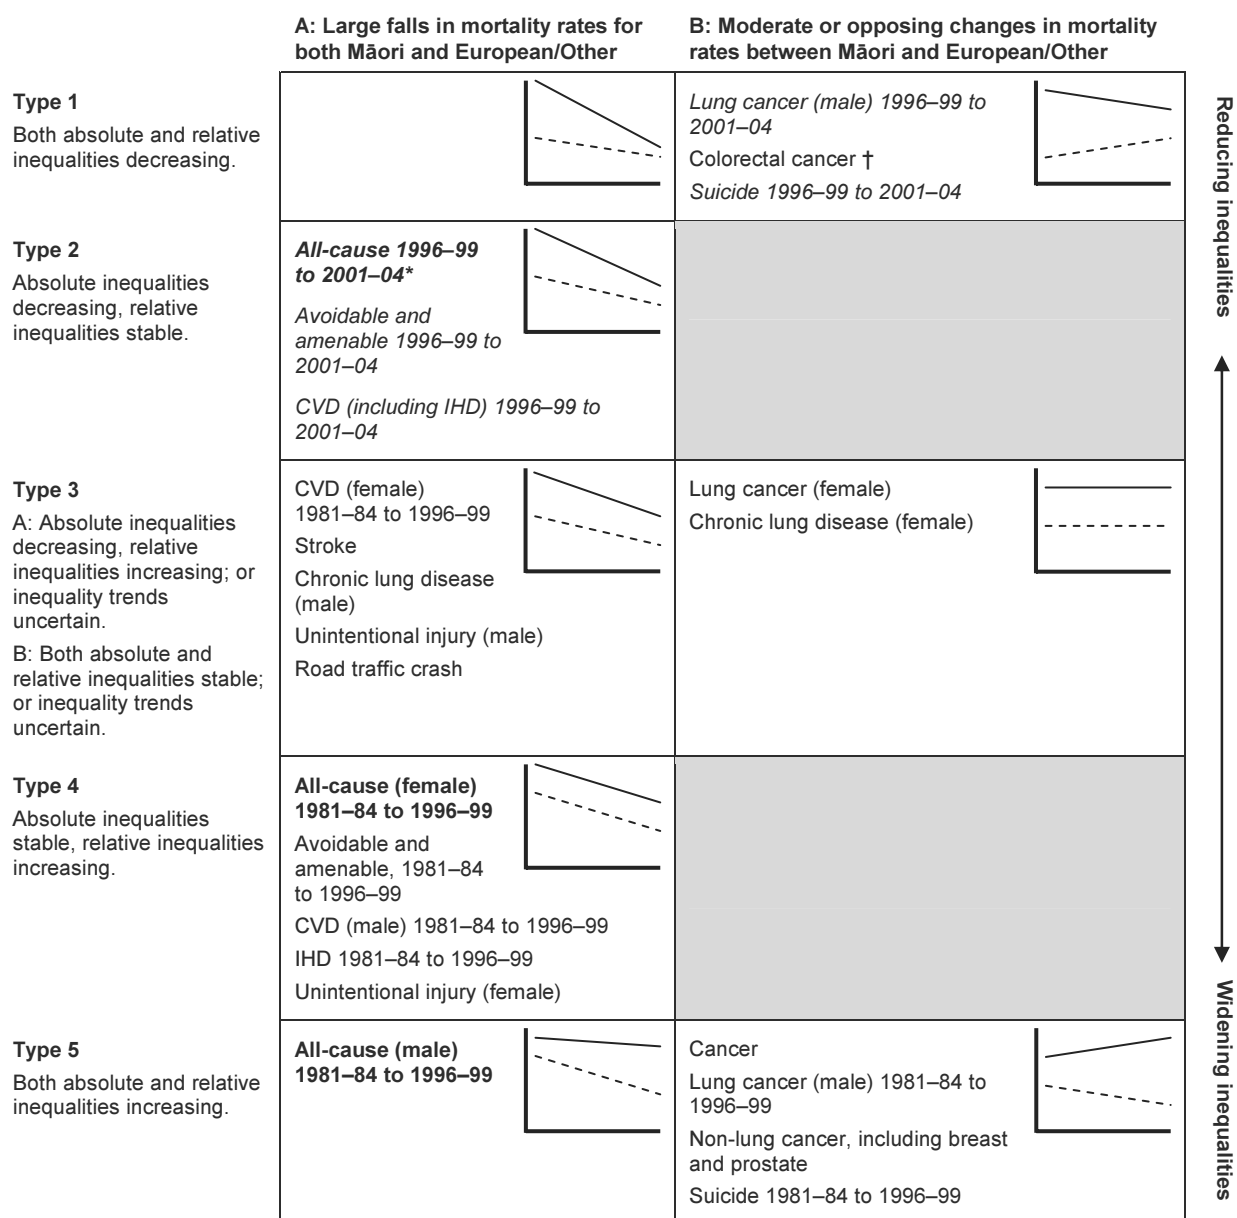 A: Large falls in mortality rates for
both Māori and European/Other
B: Moderate or opposing changes in mortality
rates between Māori and European/Other
Type 1
Both absolute and relative
inequalities decreasing.
Lung cancer (male) 1996–99 to
2001–04
Colorectal cancer †
Suicide 1996–99 to 2001–04
Type 2
Absolute inequalities
decreasing, relative
inequalities stable.
All-cause 1996–99
to 2001–04*
Avoidable and
amenable 1996–99 to
2001–04
CVD (including IHD) 1996–99 to
2001–04
Type 3
A: Absolute inequalities
decreasing, relative
inequalities increasing; or
inequality trends
uncertain.
B: Both absolute and
relative inequalities stable;
or inequality trends
uncertain.
CVD (female)
1981–84 to 1996–99
Stroke
Chronic lung disease
(male)
Unintentional injury (male)
Road traffic crash
Lung cancer (female)
Chronic lung disease (female)
Type 4
Absolute inequalities
stable, relative inequalities
increasing.
All-cause (female)
1981–84 to 1996–99
Avoidable and
amenable, 1981–84
to 1996–99
CVD (male) 1981–84 to 1996–99
IHD 1981–84 to 1996–99
Unintentional injury (female)
Type 5
Both absolute and relative
inequalities increasing.
All-cause (male)
1981–84 to 1996–99
Cancer
Lung cancer (male) 1981–84 to
1996–99
Non-lung cancer, including breast
and prostate
Suicide 1981–84 to 1996–99
Reducing inequalities
Widening inequalities